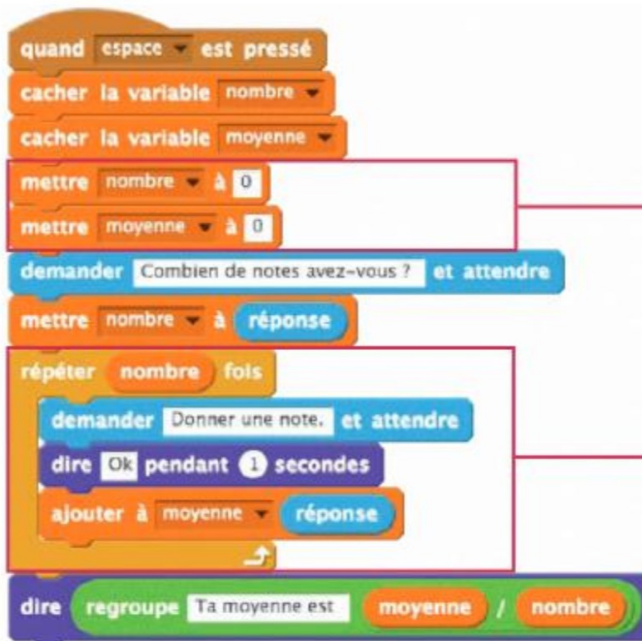 quand espace est pressé
cacher la variable nombre
cacher la variable moyenne
mettre nombre à 0
mettre moyenne à 0
demander Combien de notes avez-vous ? et attendre
mettre nombre à réponse
répéter nombre fois
demander Donner une note. et attendre
dire Ok pendant 1 secondes
ajouter à moyenne réponse
dire regroupe Ta moyenne est moyenne / nombre